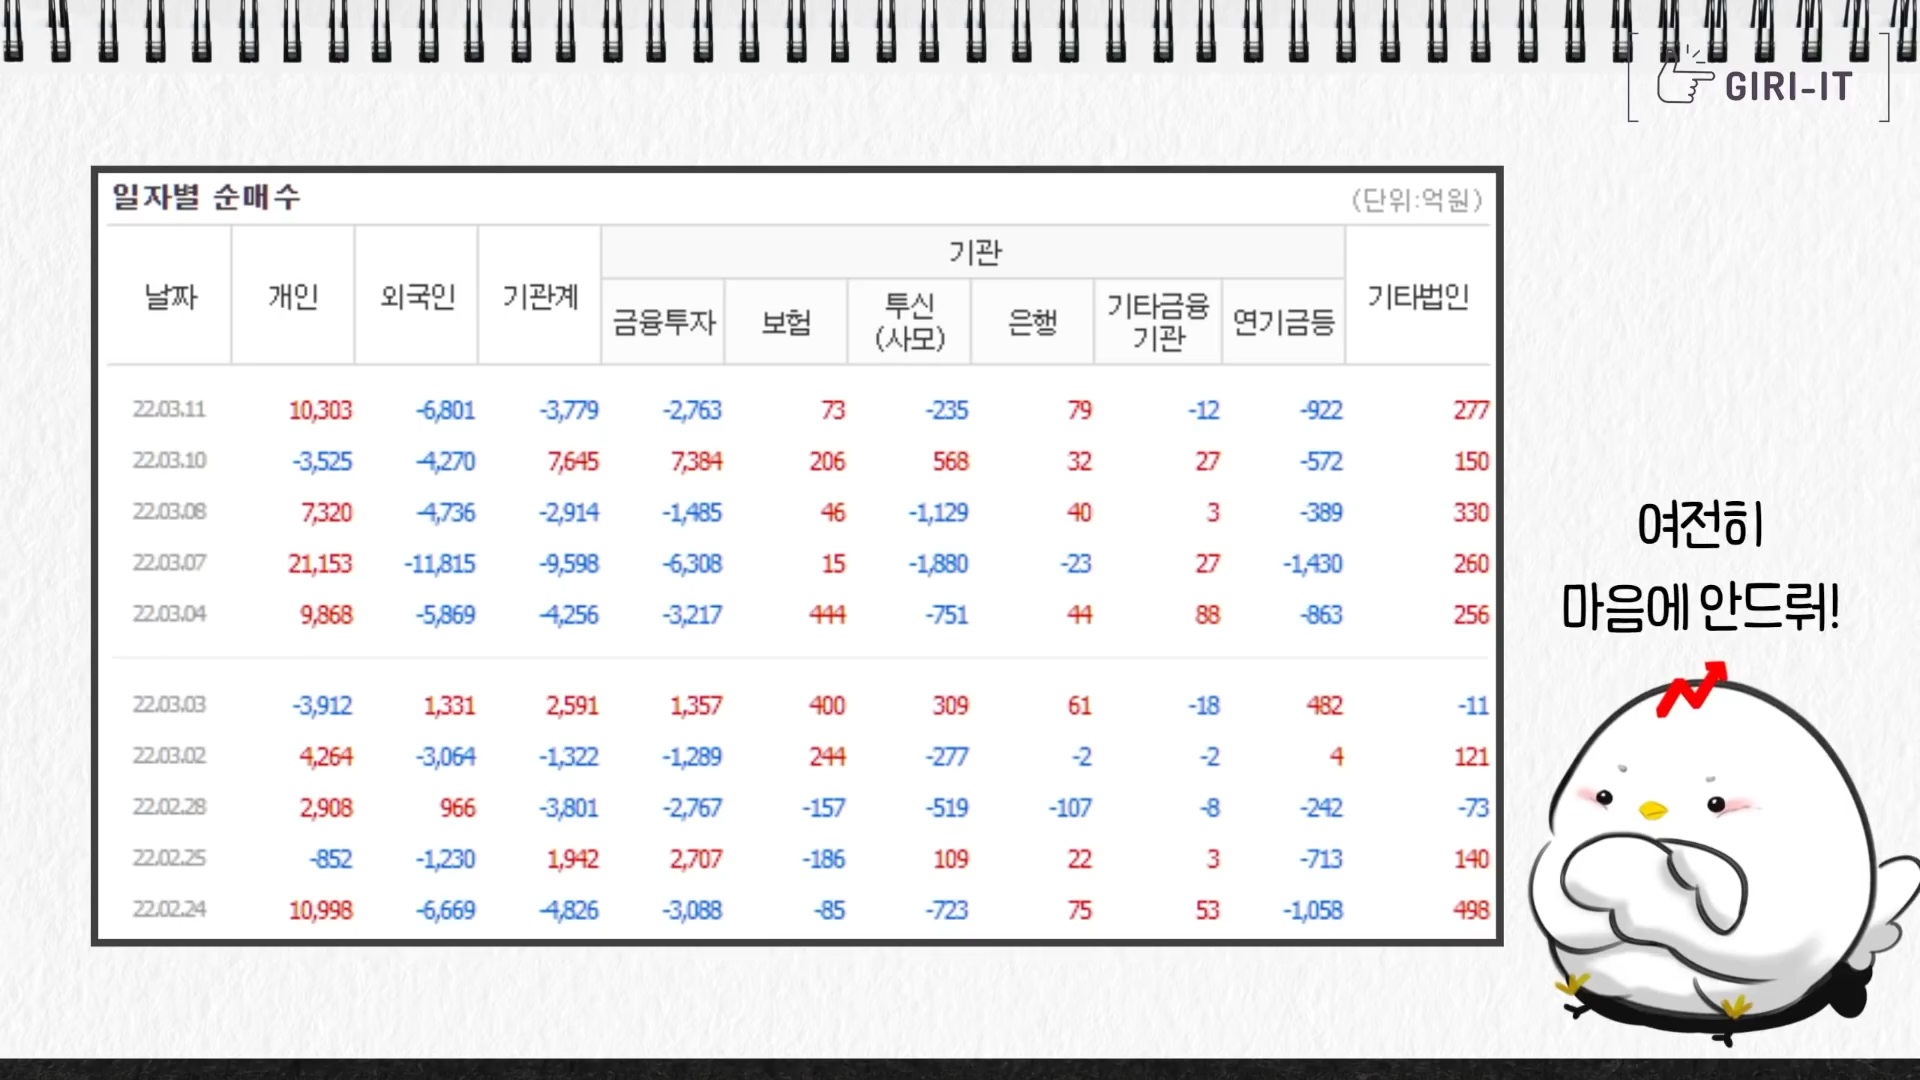 GIRI-IT
일자별 순매수
(단위:억원)
날짜 개인 외국인 기관계 기관 기타법인
금융투자 보험 투신(사모) 은행 기타금융기관 연기금등
22.03.11 10,303 -6,801 -3,779 -2,763 73 -235 79 -12 -922 277
22.03.10 -3,525 -4,270 7,645 7,384 206 568 32 27 -572 150
22.03.08 7,320 -4,736 -2,914 -1,485 46 -1,129 40 3 -389 330
22.03.07 21,153 -11,815 -9,598 -6,308 15 -1,880 -23 27 -1,430 260
22.03.04 9,868 -5,869 -4,256 -3,217 444 -751 44 88 -863 256
22.03.03 -3,912 1,331 2,591 1,357 400 309 61 -18 482 -11
22.03.02 4,264 -3,064 -1,322 -1,289 244 -277 -2 -2 4 121
22.02.28 2,908 966 -3,801 -2,767 -157 -519 -107 -8 -242 -73
22.02.25 -852 -1,230 1,942 2,707 -186 109 22 3 -713 140
22.02.24 10,998 -6,669 -4,826 -3,088 -85 -723 75 53 -1,058 498
여전히
마음에 안드뤄!